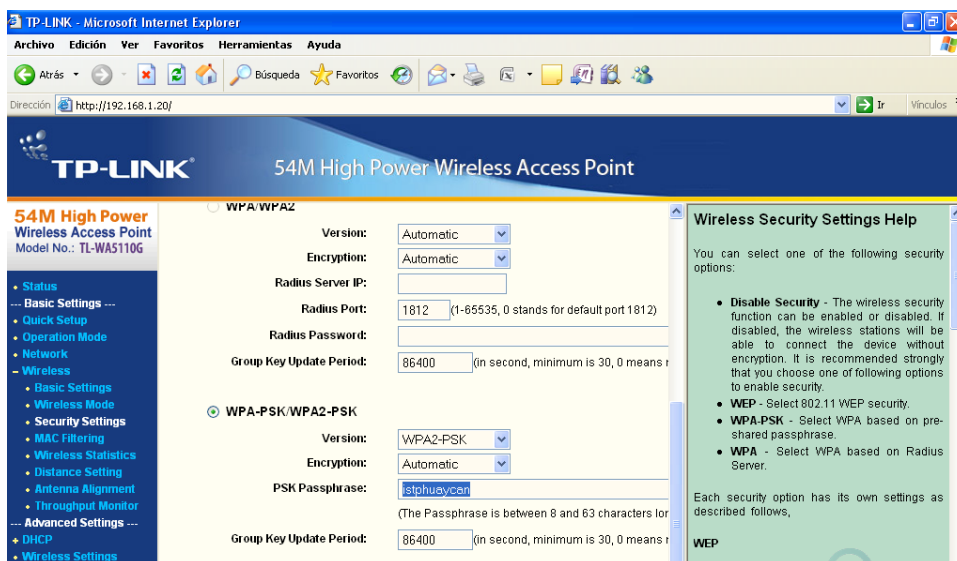 TP-LINK - Microsoft Internet Explorer
Archivo Edición Ver Favoritos Herramientas Ayuda
Atrás Búsqueda Favoritos
Dirección http://192.168.1.20/ Ir Vínculos
TP-LINK® 54M High Power Wireless Access Point
54M High Power
Wireless Access Point
Model No.: TL-WA5110G
• Status
--- Basic Settings ---
• Quick Setup
• Operation Mode
• Network
– Wireless
• Basic Settings
• Wireless Mode
• Security Settings
• MAC Filtering
• Wireless Statistics
• Distance Setting
• Antenna Alignment
• Throughput Monitor
--- Advanced Settings ---
+ DHCP
• Wireless Settings
WPA/WPA2
Version: Automatic
Encryption: Automatic
Radius Server IP:
Radius Port: 1812 (1-65535, 0 stands for default port 1812)
Radius Password:
Group Key Update Period: 86400 (in second, minimum is 30, 0 means
WPA-PSK/WPA2-PSK
Version: WPA2-PSK
Encryption: Automatic
PSK Passphrase: istphuaycan
(The Passphrase is between 8 and 63 characters
Group Key Update Period: 86400 (in second, minimum is 30, 0 means
Wireless Security Settings Help
You can select one of the following security
options:
• Disable Security - The wireless security
function can be enabled or disabled. If
disabled, the wireless stations will be
able to connect the device without
encryption. It is recommended strongly
that you choose one of following options
to enable security.
• WEP - Select 802.11 WEP security.
• WPA-PSK - Select WPA based on pre-
shared passphrase.
• WPA - Select WPA based on Radius
Server.
Each security option has its own settings as
described follows,
WEP